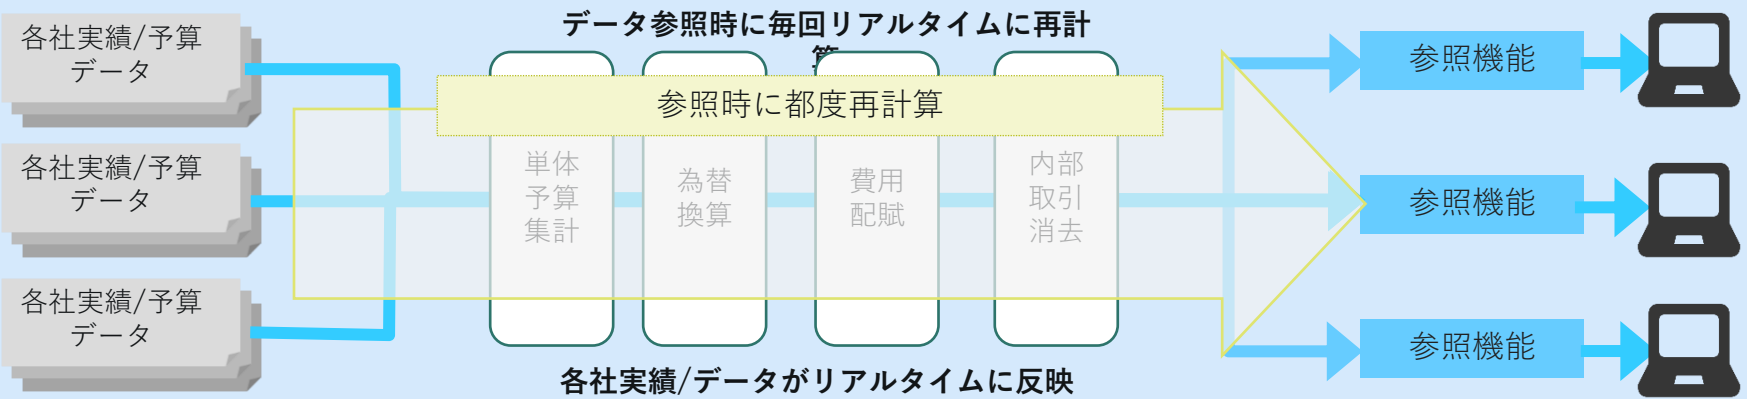 データ参照時に毎回リアルタイムに再計
算
各社実績/予算
データ
各社実績/予算
データ
各社実績/予算
データ
参照時に都度再計算
単体
予算
集計
為替
換算
費用
配賦
内部
取引
消去
参照機能
参照機能
参照機能
各社実績/データがリアルタイムに反映